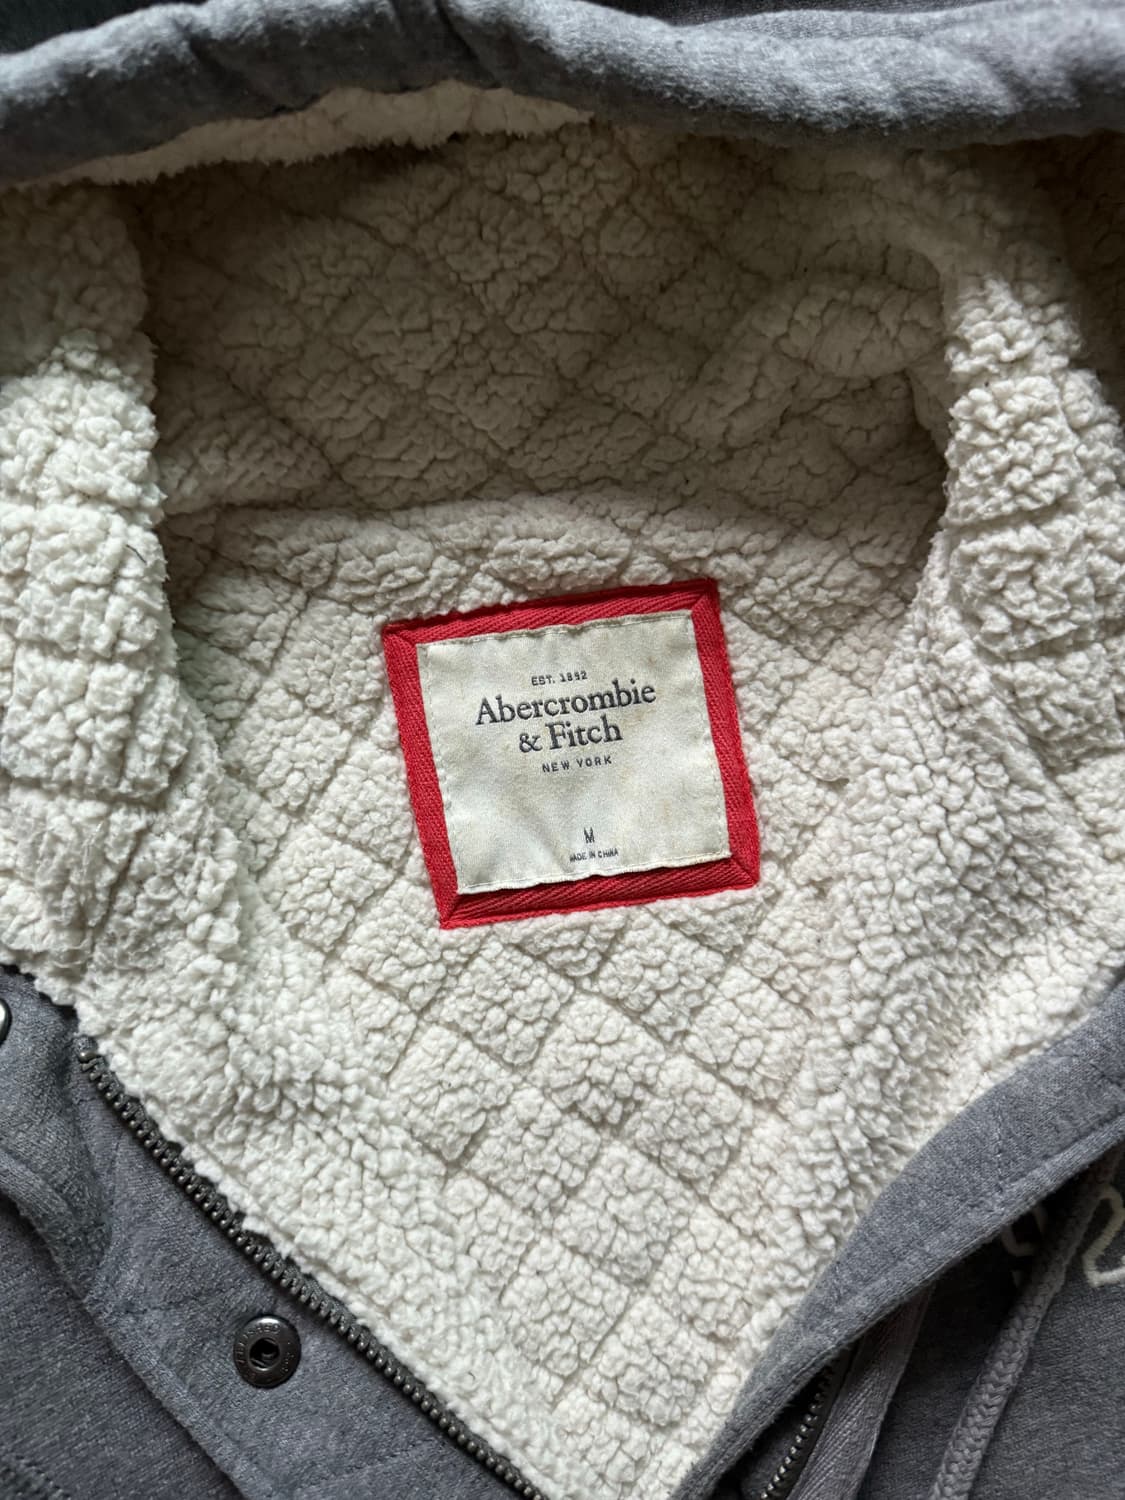 EST. 1892
Abercrombie
& Fitch
NEW YORK
M
MADE IN CHINA